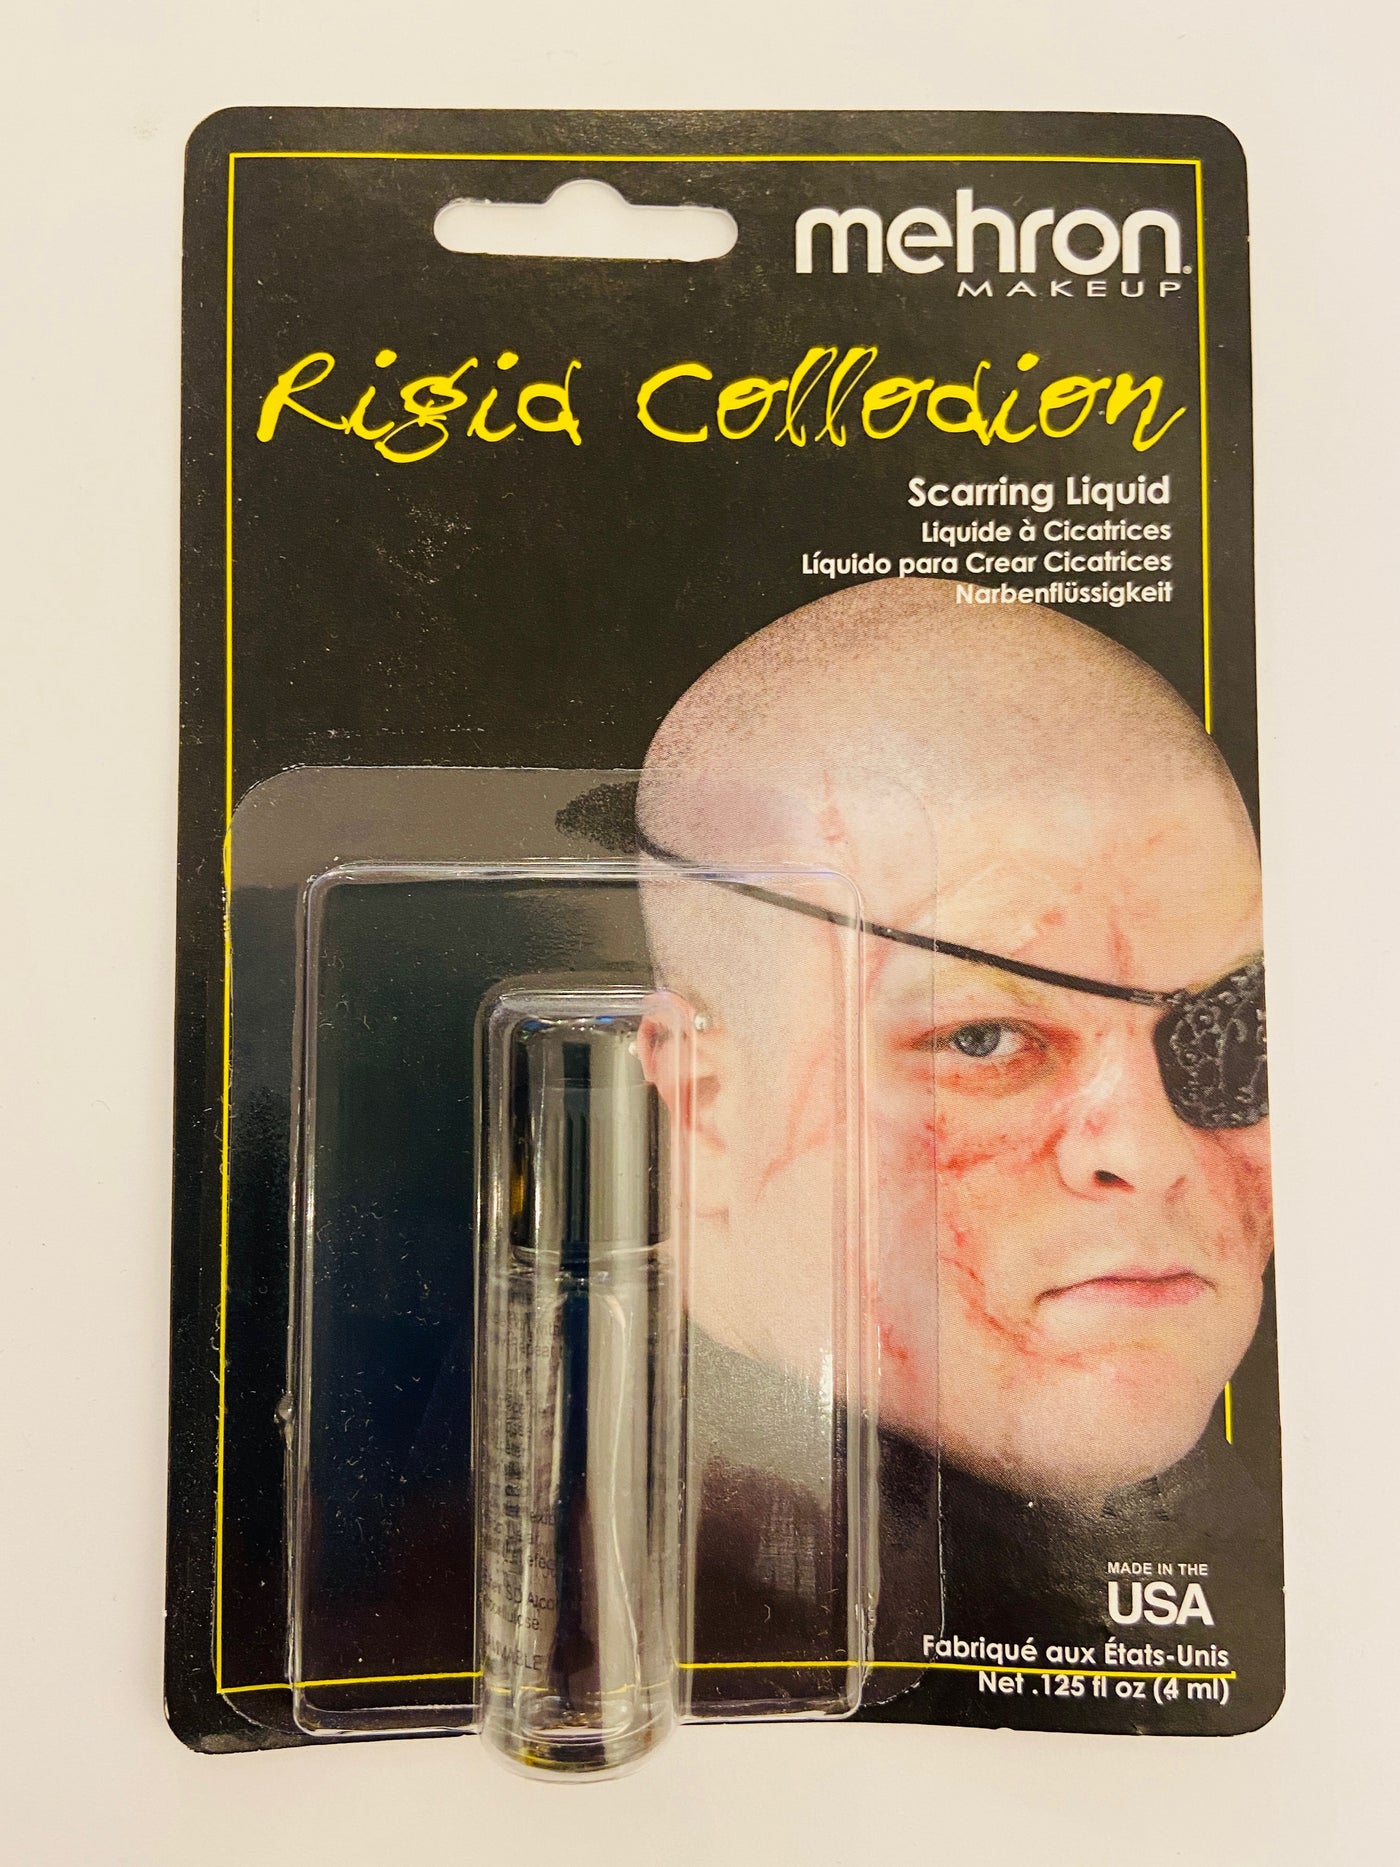 mehron
MAKEUP
Rigid Collodion
Scarring Liquid
Liquide à Cicatrices
Líquido para Crear Cicatrices
Narbenflüssigkeit
MADE IN THE
USA
Fabriqué aux États-Unis
Net .125 fl oz (4 ml)